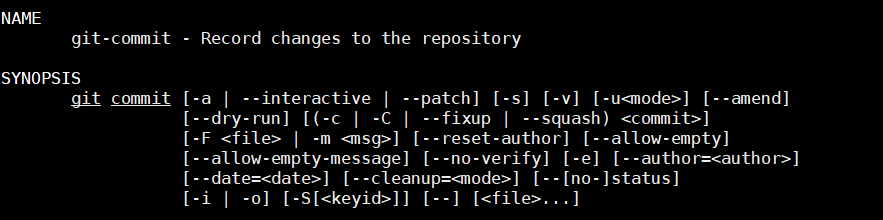 NAME
git-commit - Record changes to the repository
SYNOPSIS
git commit [-a | --interactive | --patch] [-s] [-v] [-u<mode>] [--amend]
[--dry-run] [(-c | -C | --fixup | --squash) <commit>]
[-F <file> | -m <msg>] [--reset-author] [--allow-empty]
[--allow-empty-message] [--no-verify] [-e] [--author=<author>]
[--date=<date>] [--cleanup=<mode>] [--[no-]status]
[-i | -o] [-S[<keyid>]] [--] [<file>...]